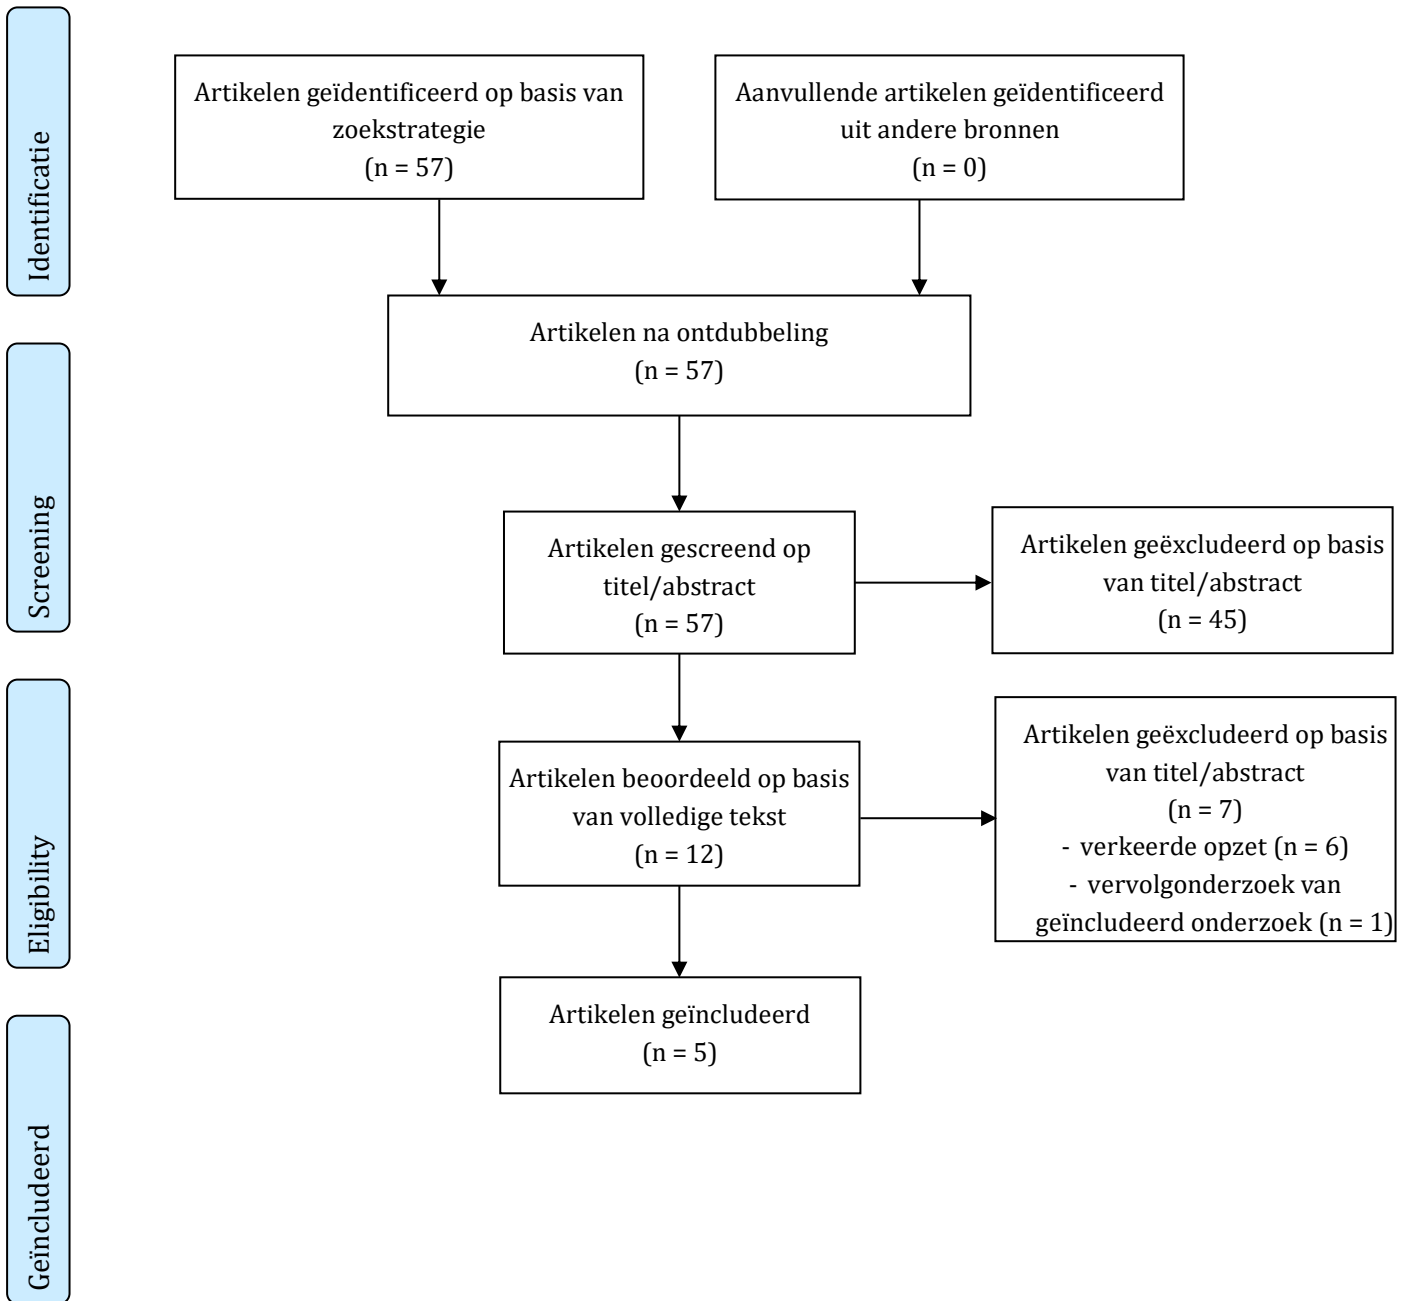 Identificatie
Artikelen geïdentificeerd op basis van
zoekstrategie
(n = 57)
Aanvullende artikelen geïdentificeerd
uit andere bronnen
(n = 0)
Artikelen na ontdubbeling
(n = 57)
Screening
Artikelen gescreend op
titel/abstract
(n = 57)
Artikelen geëxcludeerd op basis
van titel/abstract
(n = 45)
Eligibility
Artikelen beoordeeld op basis
van volledige tekst
(n = 12)
Artikelen geëxcludeerd op basis
van titel/abstract
(n = 7)
- verkeerde opzet (n = 6)
- vervolgonderzoek van
geïncludeerd onderzoek (n = 1)
Geïncludeerd
Artikelen geïncludeerd
(n = 5)